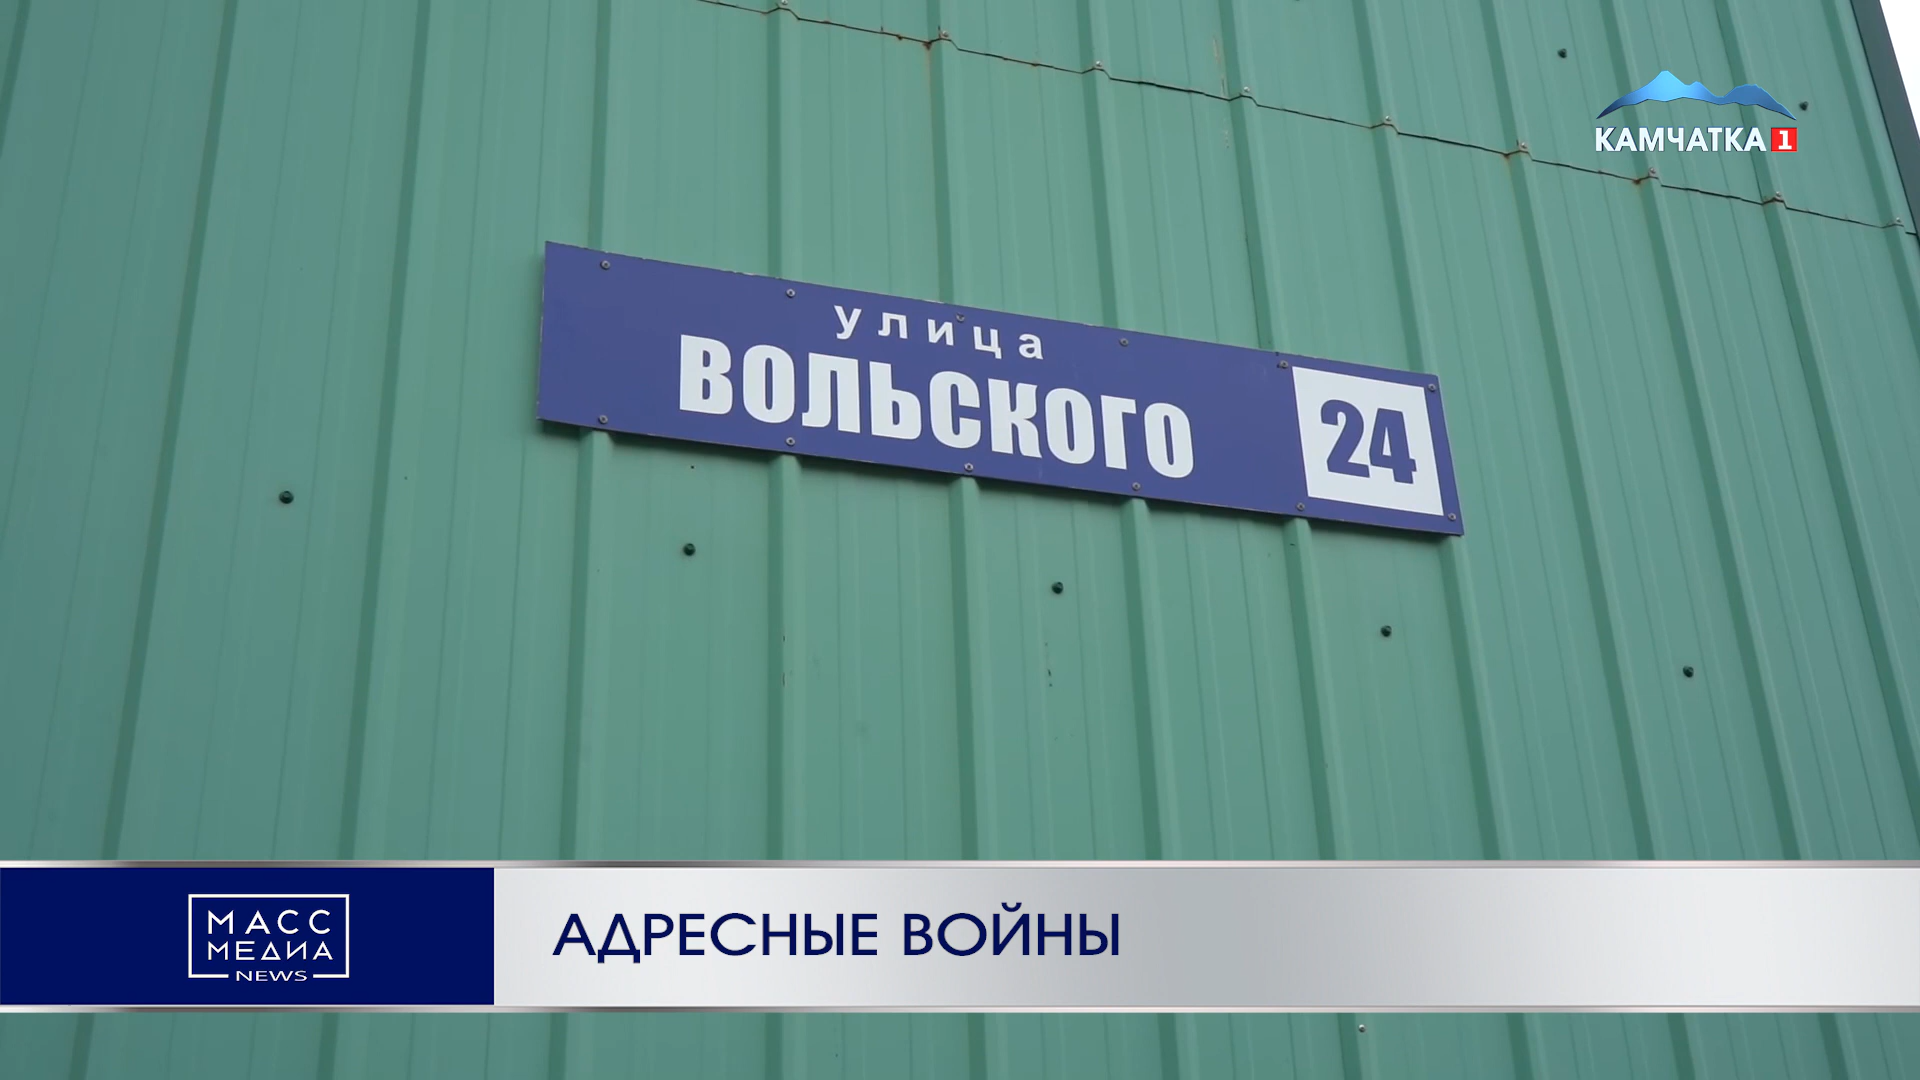 КАМЧАТКА 1
улица
ВОЛЬСКОГО
24
МАСС
МЕДИА
NEWS
АДРЕСНЫЕ ВОЙНЫ